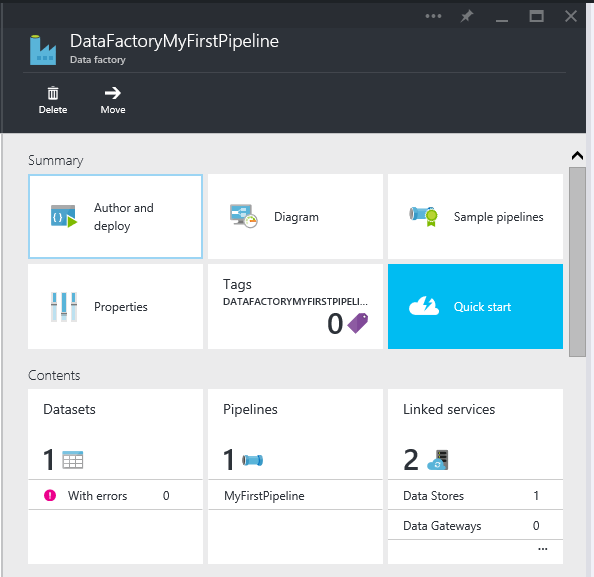 DataFactoryMyFirstPipeline
Data factory
Delete
Move
Summary
Author and
deploy
Diagram
Sample pipelines
Properties
Tags
DATAFACTORYMYFIRSTPIPELI...
0
Quick start
Contents
Datasets
1
With errors 0
Pipelines
1
MyFirstPipeline
Linked services
2
Data Stores 1
Data Gateways 0
...